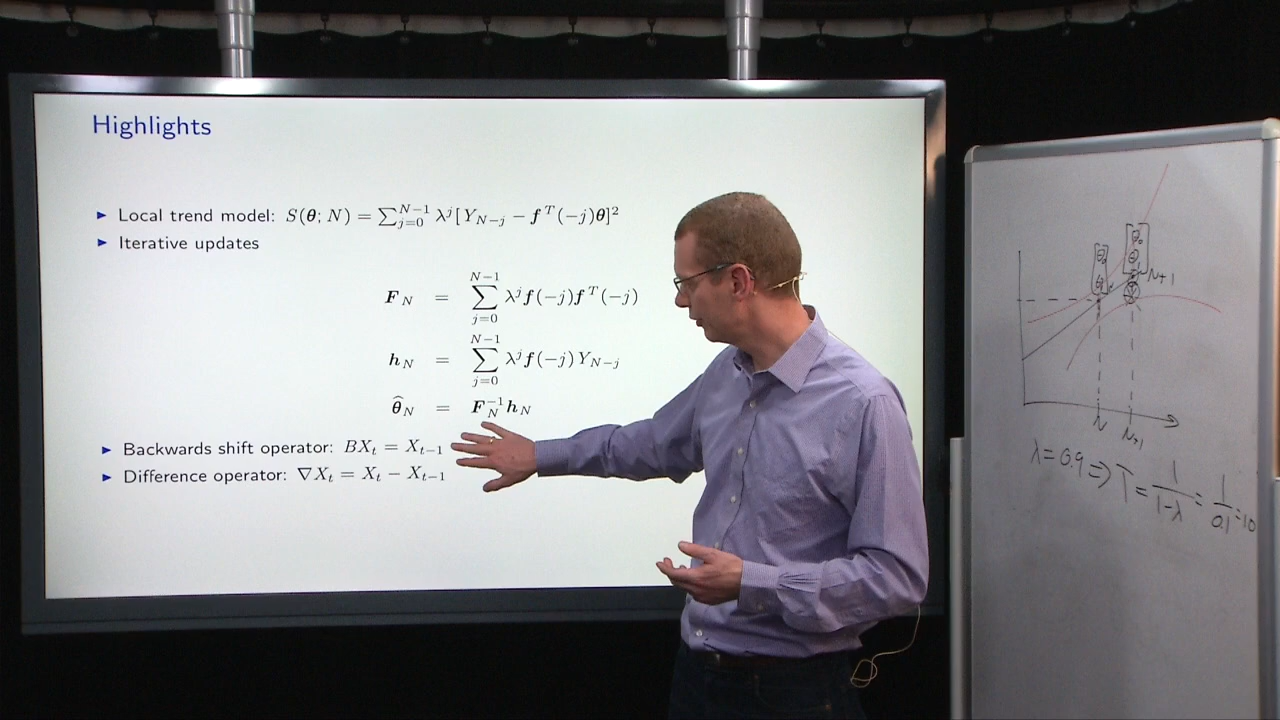 Highlights
► Local trend model: S(θ; N) = ∑_{j=0}^{N−1} λ^j [Y_{N−j} − f^T(−j)θ]²
► Iterative updates
F_N = ∑_{j=0}^{N−1} λ^j f(−j) f^T(−j)
h_N = ∑_{j=0}^{N−1} λ^j f(−j) Y_{N−j}
θ̂_N = F_N^{−1} h_N
► Backwards shift operator: BX_t = X_{t−1}
► Difference operator: ∇X_t = X_t − X_{t−1}
N+1
N N+1
λ=0.9 => T = 1/(1-λ) = 1/0.1 = 10